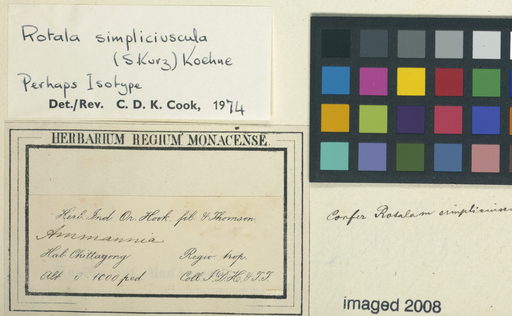 Rotala simpliciuscula
(S Kurz) Koehne
Perhaps Isotype
Det./Rev. C. D. K. Cook, 1974
HERBARIUM REGIUM MONACENSE.
Herb. Ind. Or. Hook. fil. & Thomson.
Ammannia
Hab. Chittagong Regio trop.
Alt. 0-1000 ped. Coll. J.D.H. & T.T.
Confer Rotalam
imaged 2008